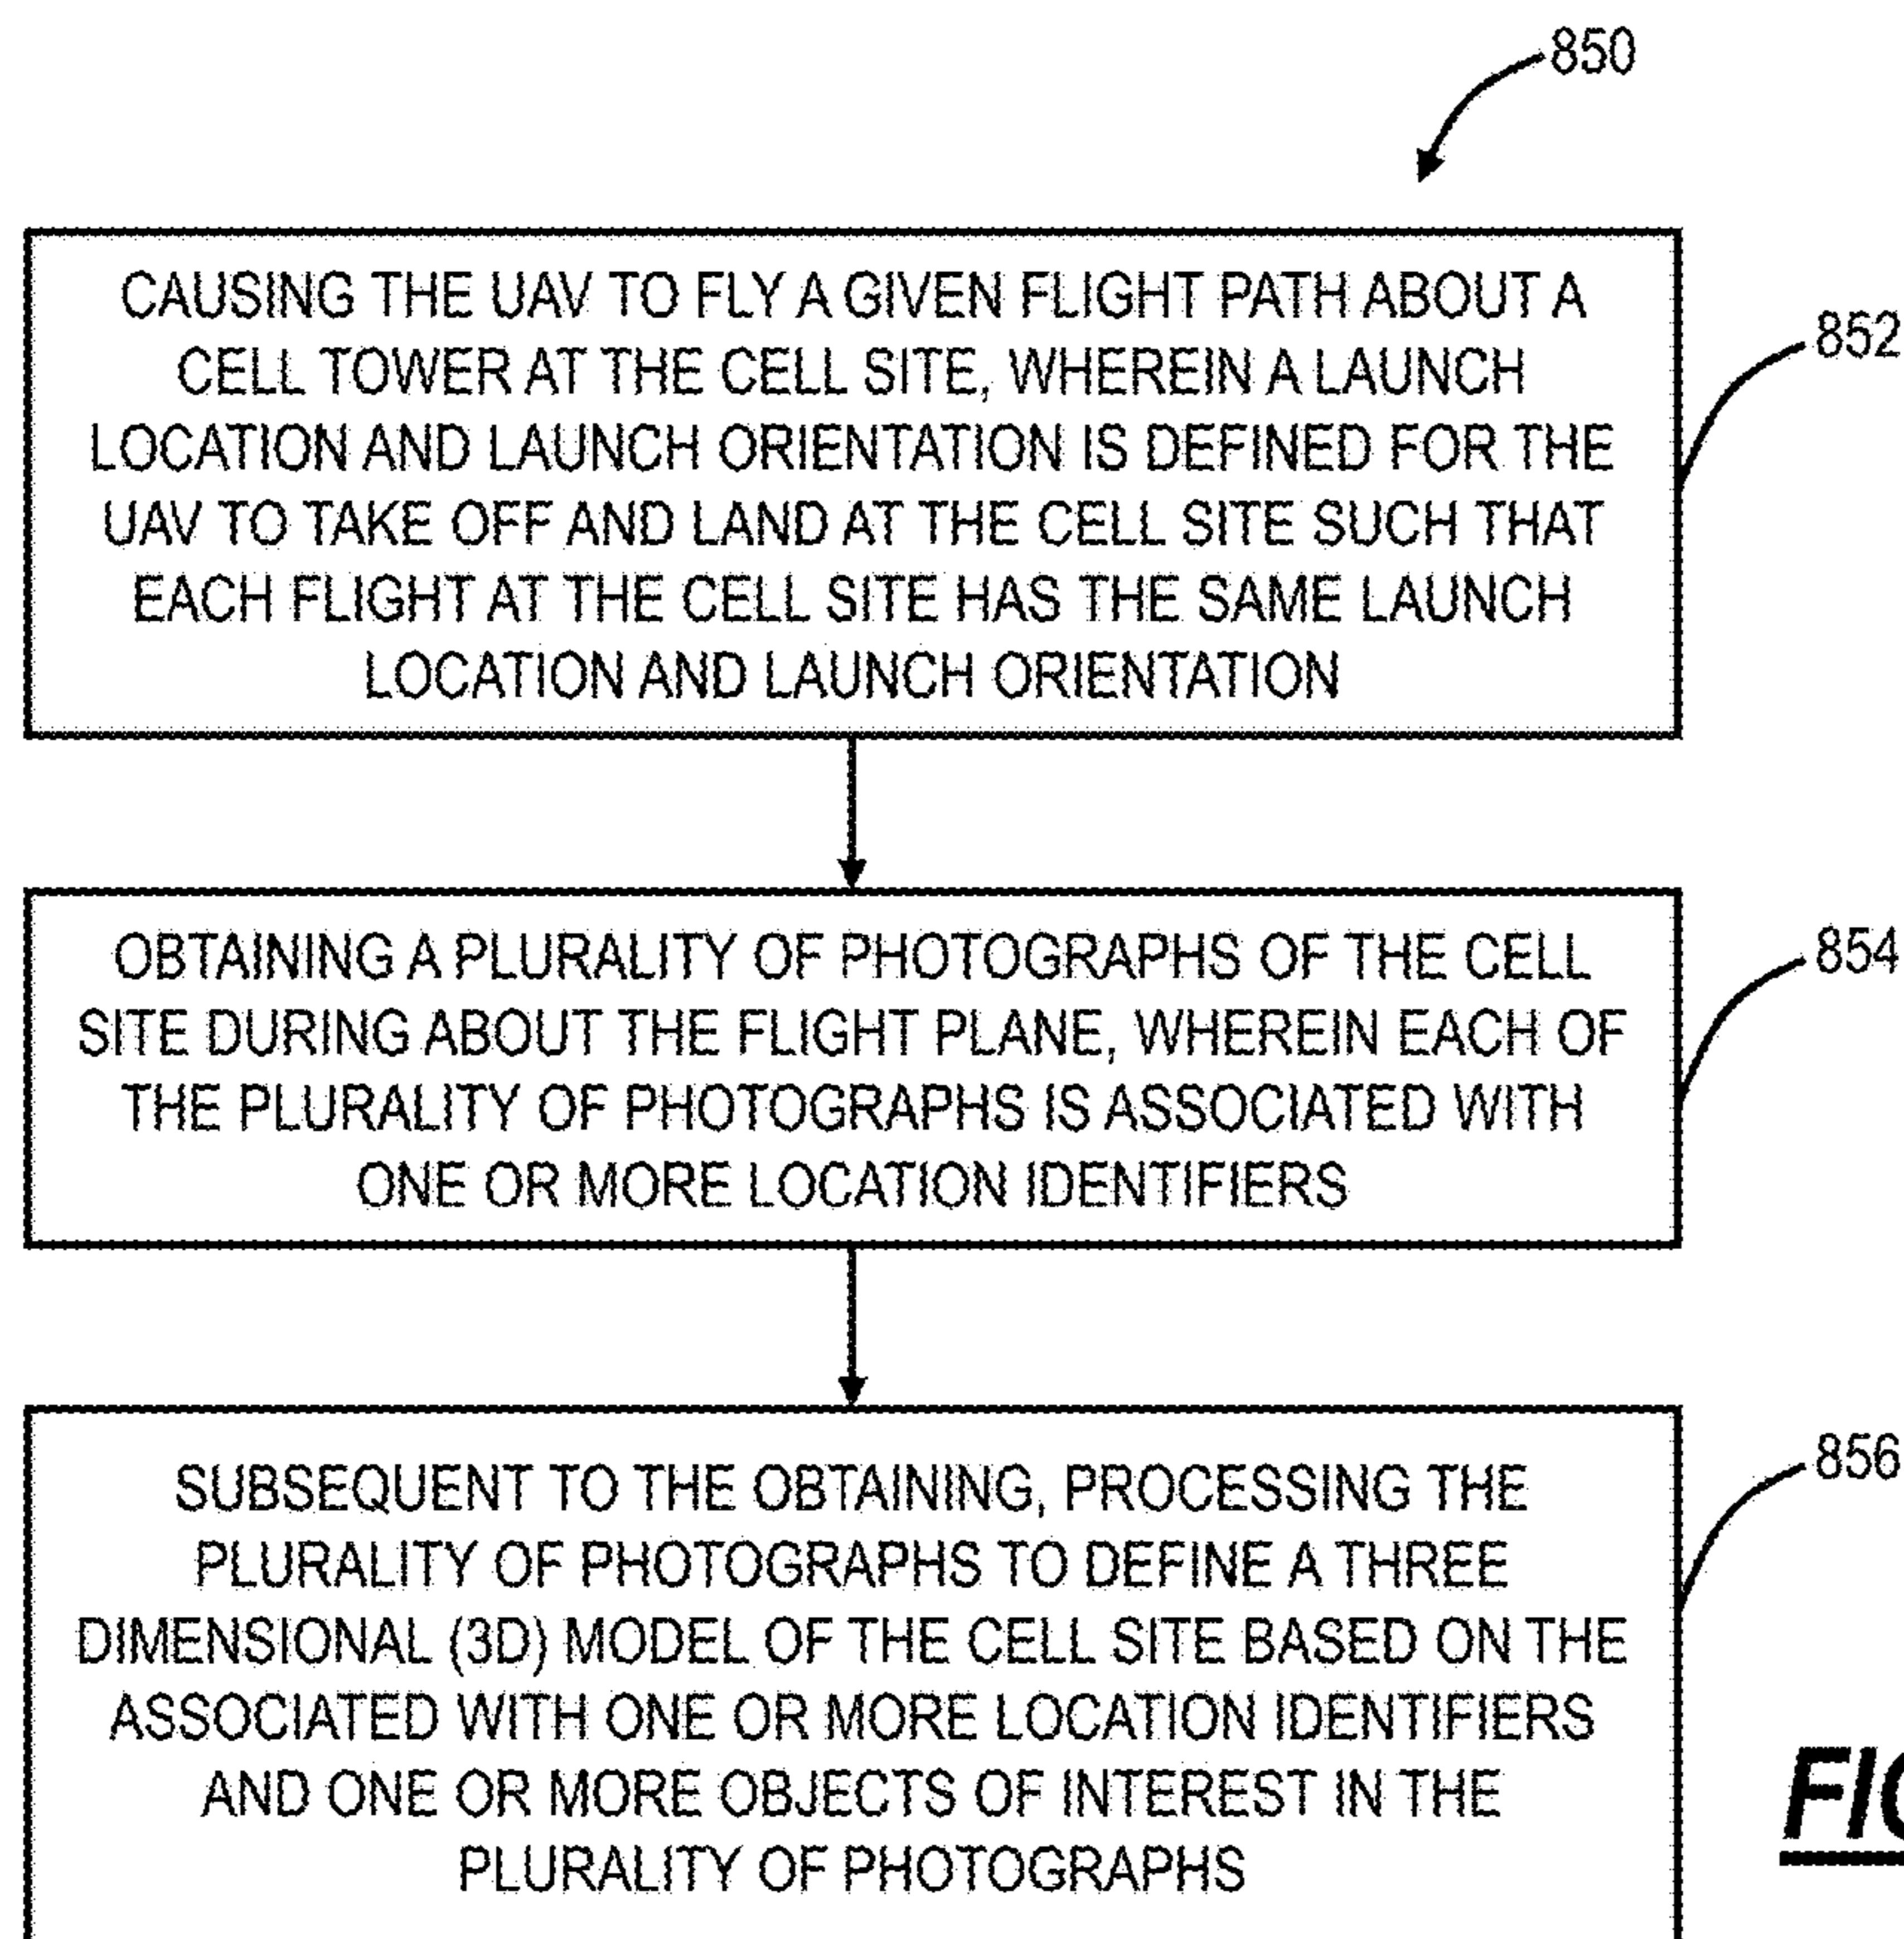 850
CAUSING THE UAV TO FLY A GIVEN FLIGHT PATH ABOUT A
CELL TOWER AT THE CELL SITE, WHEREIN A LAUNCH
LOCATION AND LAUNCH ORIENTATION IS DEFINED FOR THE
UAV TO TAKE OFF AND LAND AT THE CELL SITE SUCH THAT
EACH FLIGHT AT THE CELL SITE HAS THE SAME LAUNCH
LOCATION AND LAUNCH ORIENTATION
852
OBTAINING A PLURALITY OF PHOTOGRAPHS OF THE CELL
SITE DURING ABOUT THE FLIGHT PLANE, WHEREIN EACH OF
THE PLURALITY OF PHOTOGRAPHS IS ASSOCIATED WITH
ONE OR MORE LOCATION IDENTIFIERS
854
SUBSEQUENT TO THE OBTAINING, PROCESSING THE
PLURALITY OF PHOTOGRAPHS TO DEFINE A THREE
DIMENSIONAL (3D) MODEL OF THE CELL SITE BASED ON THE
ASSOCIATED WITH ONE OR MORE LOCATION IDENTIFIERS
AND ONE OR MORE OBJECTS OF INTEREST IN THE
PLURALITY OF PHOTOGRAPHS
856